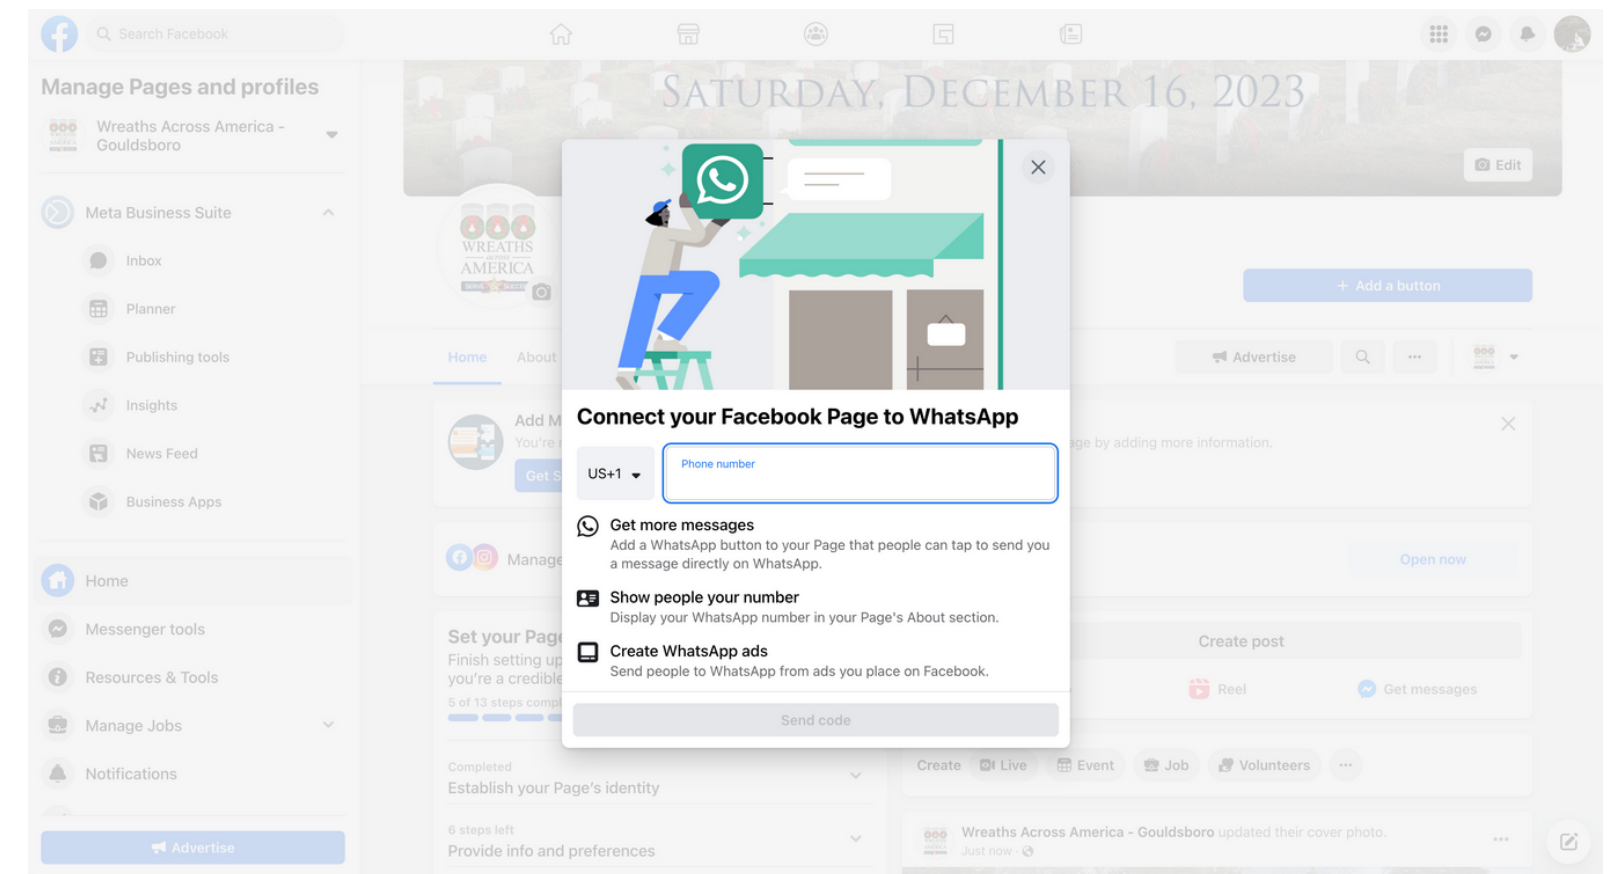 Search Facebook
Manage Pages and profiles
Wreaths Across America -
Gouldsboro
Meta Business Suite
Inbox
Planner
Publishing tools
Insights
News Feed
Business Apps
Home
Messenger tools
Resources & Tools
Manage Jobs
Notifications
Advertise
SATURDAY, DECEMBER 16, 2023
Edit
WREATHS
across
AMERICA
+ Add a button
Home
About
Advertise
Add M
You're
Get S
age by adding more information.
Manage
Open now
Set your Page
Finish setting up
you're a credible
5 of 13 steps compl
Completed
Establish your Page's identity
6 steps left
Provide info and preferences
Connect your Facebook Page to WhatsApp
US+1
Phone number
Get more messages
Add a WhatsApp button to your Page that people can tap to send you
a message directly on WhatsApp.
Show people your number
Display your WhatsApp number in your Page's About section.
Create WhatsApp ads
Send people to WhatsApp from ads you place on Facebook.
Send code
Create post
Reel
Get messages
Create Live Event Job Volunteers
Wreaths Across America - Gouldsboro updated their cover photo.
Just now ·